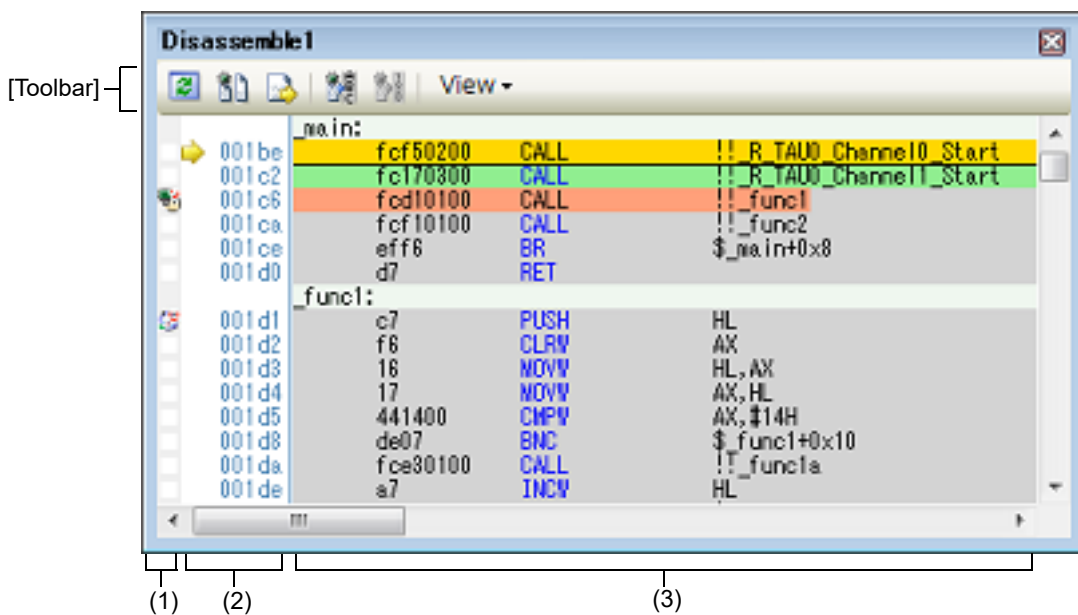 Disassemble1
[Toolbar]
View
_main:
001be fcf50200 CALL !!_R_TAU0_Channel0_Start
001c2 fc170300 CALL !!_R_TAU0_Channel1_Start
001c6 fcd10100 CALL !!_func1
001ca fcf10100 CALL !!_func2
001ce eff6 BR $_main+0x8
001d0 d7 RET
_func1:
001d1 c7 PUSH HL
001d2 f6 CLRW AX
001d3 16 MOVW HL,AX
001d4 17 MOVW AX,HL
001d5 441400 CMPW AX,#14H
001d8 de07 BNC $_func1+0x10
001da fce30100 CALL !!_func1a
001de a7 INCW HL
(1) (2) (3)